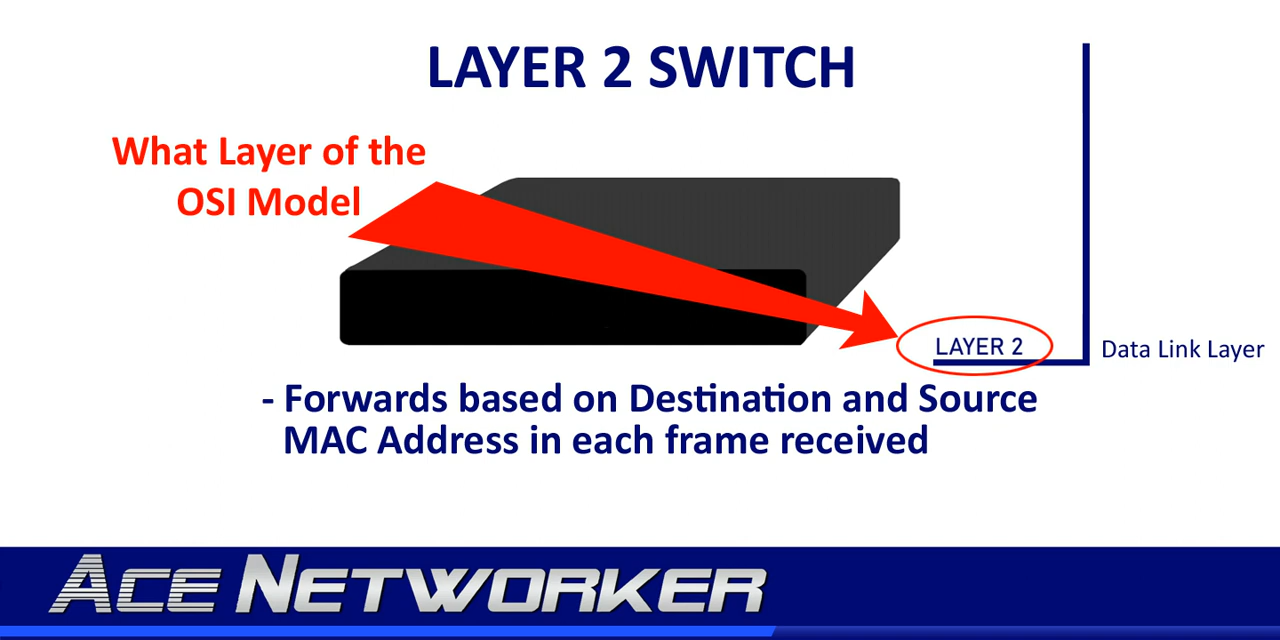 LAYER 2 SWITCH
What Layer of the
OSI Model
LAYER 2
Data Link Layer
- Forwards based on Destination and Source
MAC Address in each frame received
ACE NETWORKER